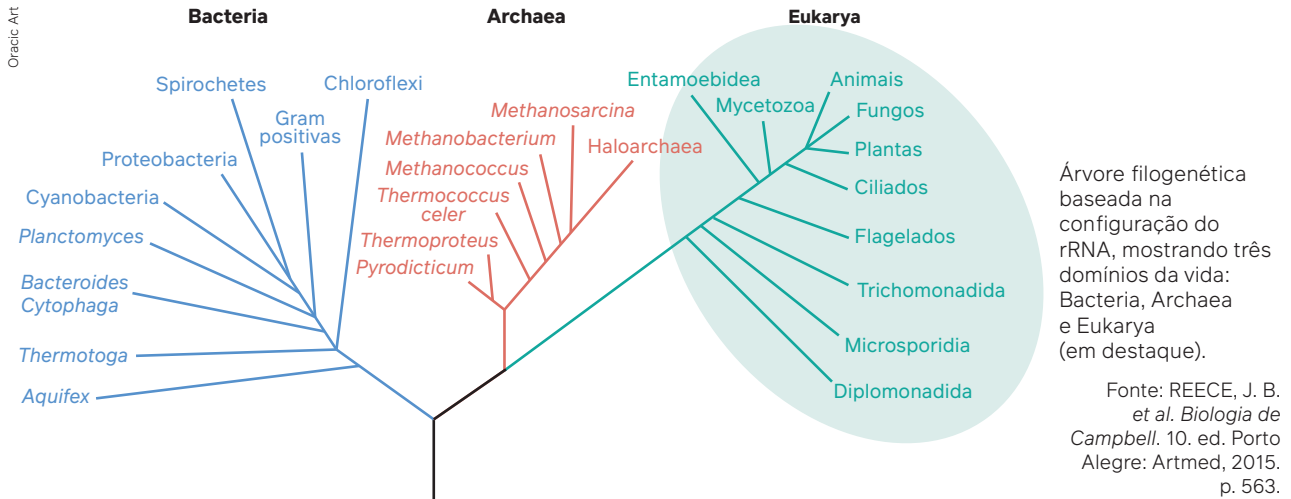 Oracic Art
Bacteria
Archaea
Eukarya
Spirochetes
Chloroflexi
Gram
positivas
Proteobacteria
Cyanobacteria
Planctomyces
Bacteroides
Cytophaga
Thermotoga
Aquifex
Methanosarcina
Methanobacterium
Haloarchaea
Methanococcus
Thermococcus
celer
Thermoproteus
Pyrodicticum
Entamoebidea
Mycetozoa
Animais
Fungos
Plantas
Ciliados
Flagelados
Trichomonadida
Microsporidia
Diplomonadida
Árvore filogenética
baseada na
configuração do
rRNA, mostrando três
domínios da vida:
Bacteria, Archaea
e Eukarya
(em destaque).
Fonte: REECE, J. B.
et al. Biologia de
Campbell. 10. ed. Porto
Alegre: Artmed, 2015.
p. 563.